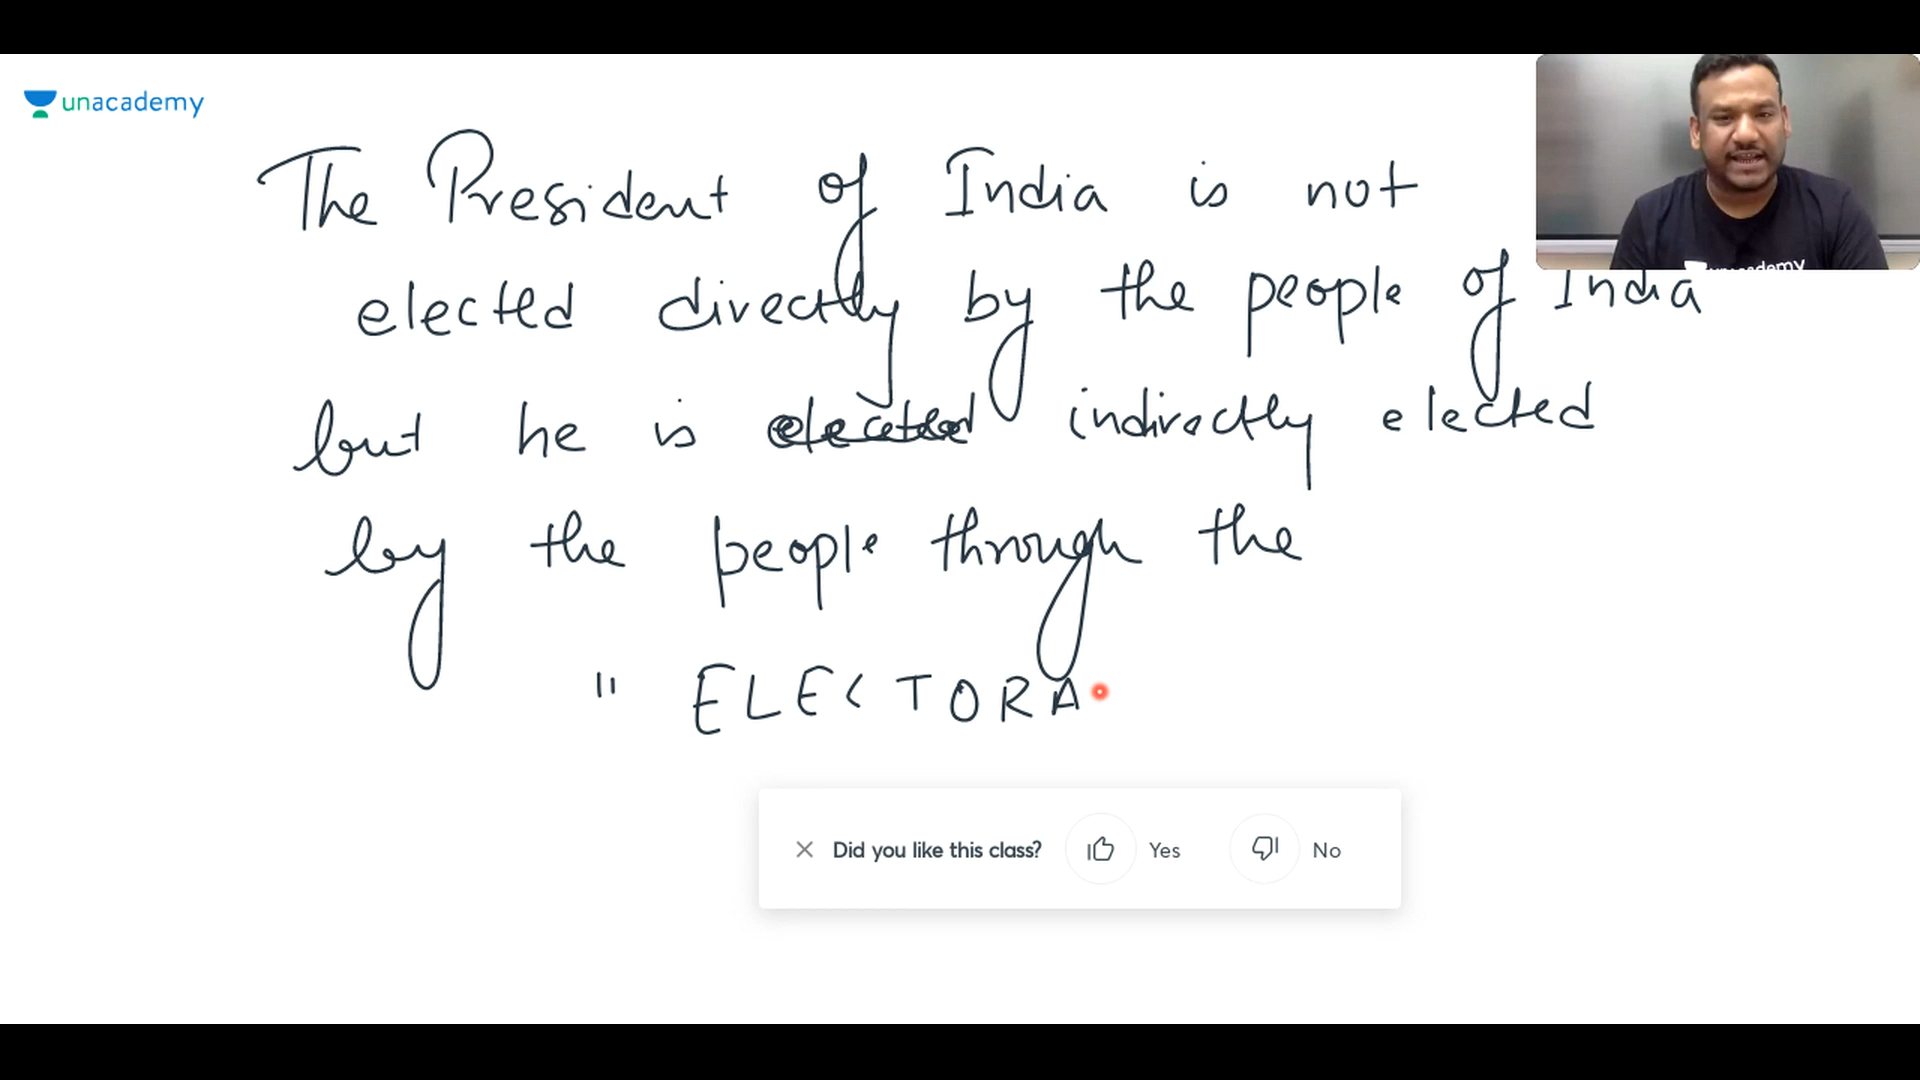 unacademy
The President of India is not
elected directly by the people of India
but he is elected indirectly elected
by the people through the
" ELECTORA
Did you like this class? Yes No
unacademy